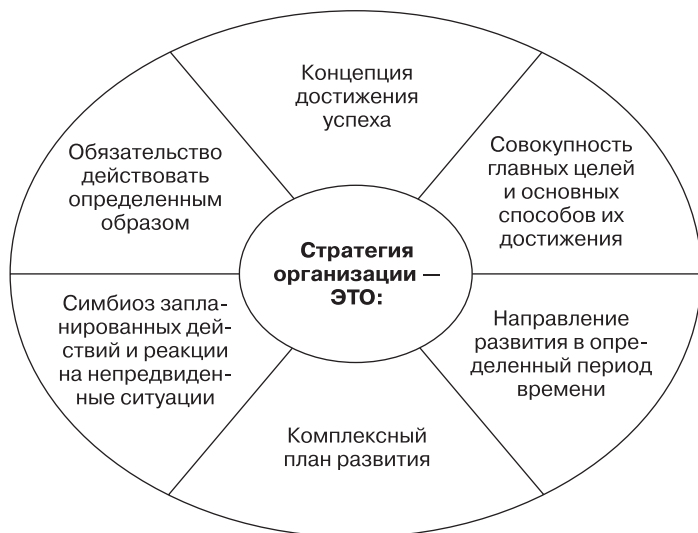 Концепция
достижения
успеха
Совокупность
главных целей
и основных
способов их
достижения
Направление
развития в опре-
деленный период
времени
Комплексный
план развития
Симбиоз запла-
нированных дей-
ствий и реакции
на непредвиден-
ные ситуации
Обязательство
действовать
определенным
образом
Стратегия
организации —
ЭТО: